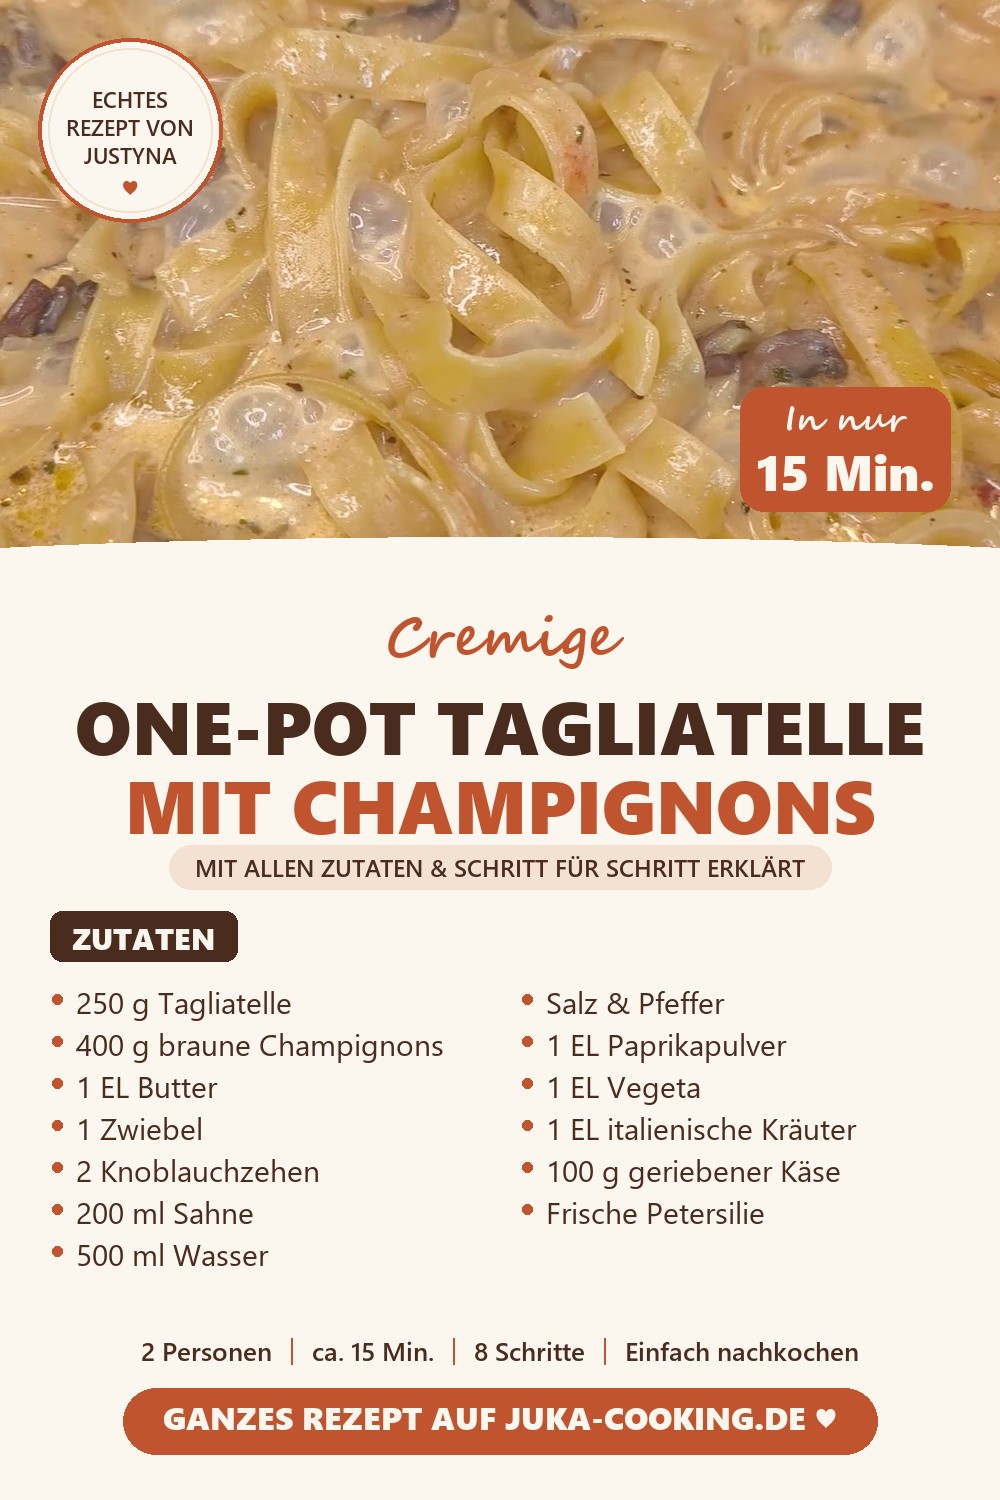 ECHTES
REZEPT VON
JUSTYNA
In nur
15 Min.
Cremige
ONE-POT TAGLIATELLE
MIT CHAMPIGNONS
MIT ALLEN ZUTATEN & SCHRITT FÜR SCHRITT ERKLÄRT
ZUTATEN
250 g Tagliatelle
400 g braune Champignons
1 EL Butter
1 Zwiebel
2 Knoblauchzehen
200 ml Sahne
500 ml Wasser
Salz & Pfeffer
1 EL Paprikapulver
1 EL Vegeta
1 EL italienische Kräuter
100 g geriebener Käse
Frische Petersilie
2 Personen | ca. 15 Min. | 8 Schritte | Einfach nachkochen
GANZES REZEPT AUF JUKA-COOKING.DE ♥